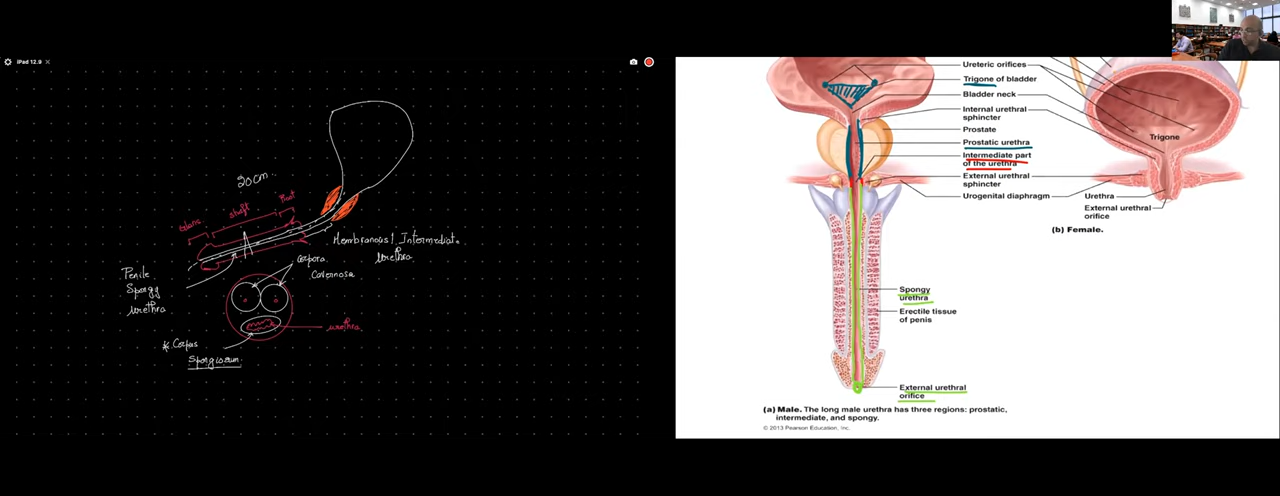 iPad 12.9
20cm
glans
shaft
root
Membranous / Intermediate
Urethra
Corpora
Cavernosa
Penile
Spongy
Urethra
urethra
* Corpus
Spongiosum
Ureteric orifices
Trigone of bladder
Bladder neck
Internal urethral
sphincter
Prostate
Prostatic urethra
Intermediate part
of the urethra
External urethral
sphincter
Urogenital diaphragm
Spongy
urethra
Erectile tissue
of penis
External urethral
orifice
(a) Male. The long male urethra has three regions: prostatic,
intermediate, and spongy.
© 2013 Pearson Education, Inc.
Trigone
Urethra
External urethral
orifice
(b) Female.